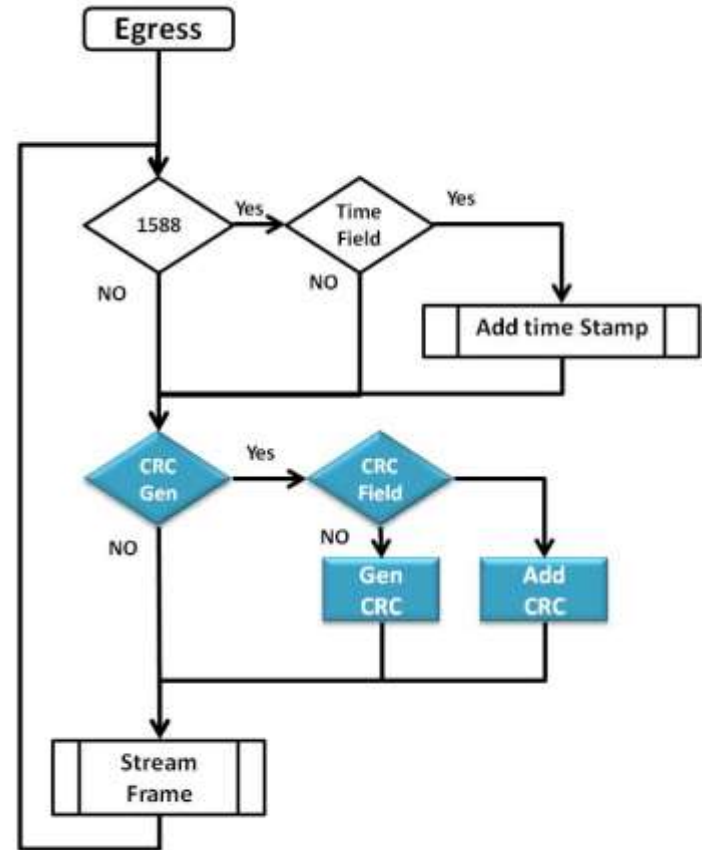 Egress
1588
Yes
Time
Field
Yes
NO
NO
Add time Stamp
CRC
Gen
Yes
CRC
Field
NO
NO
Gen
CRC
Add
CRC
Stream
Frame